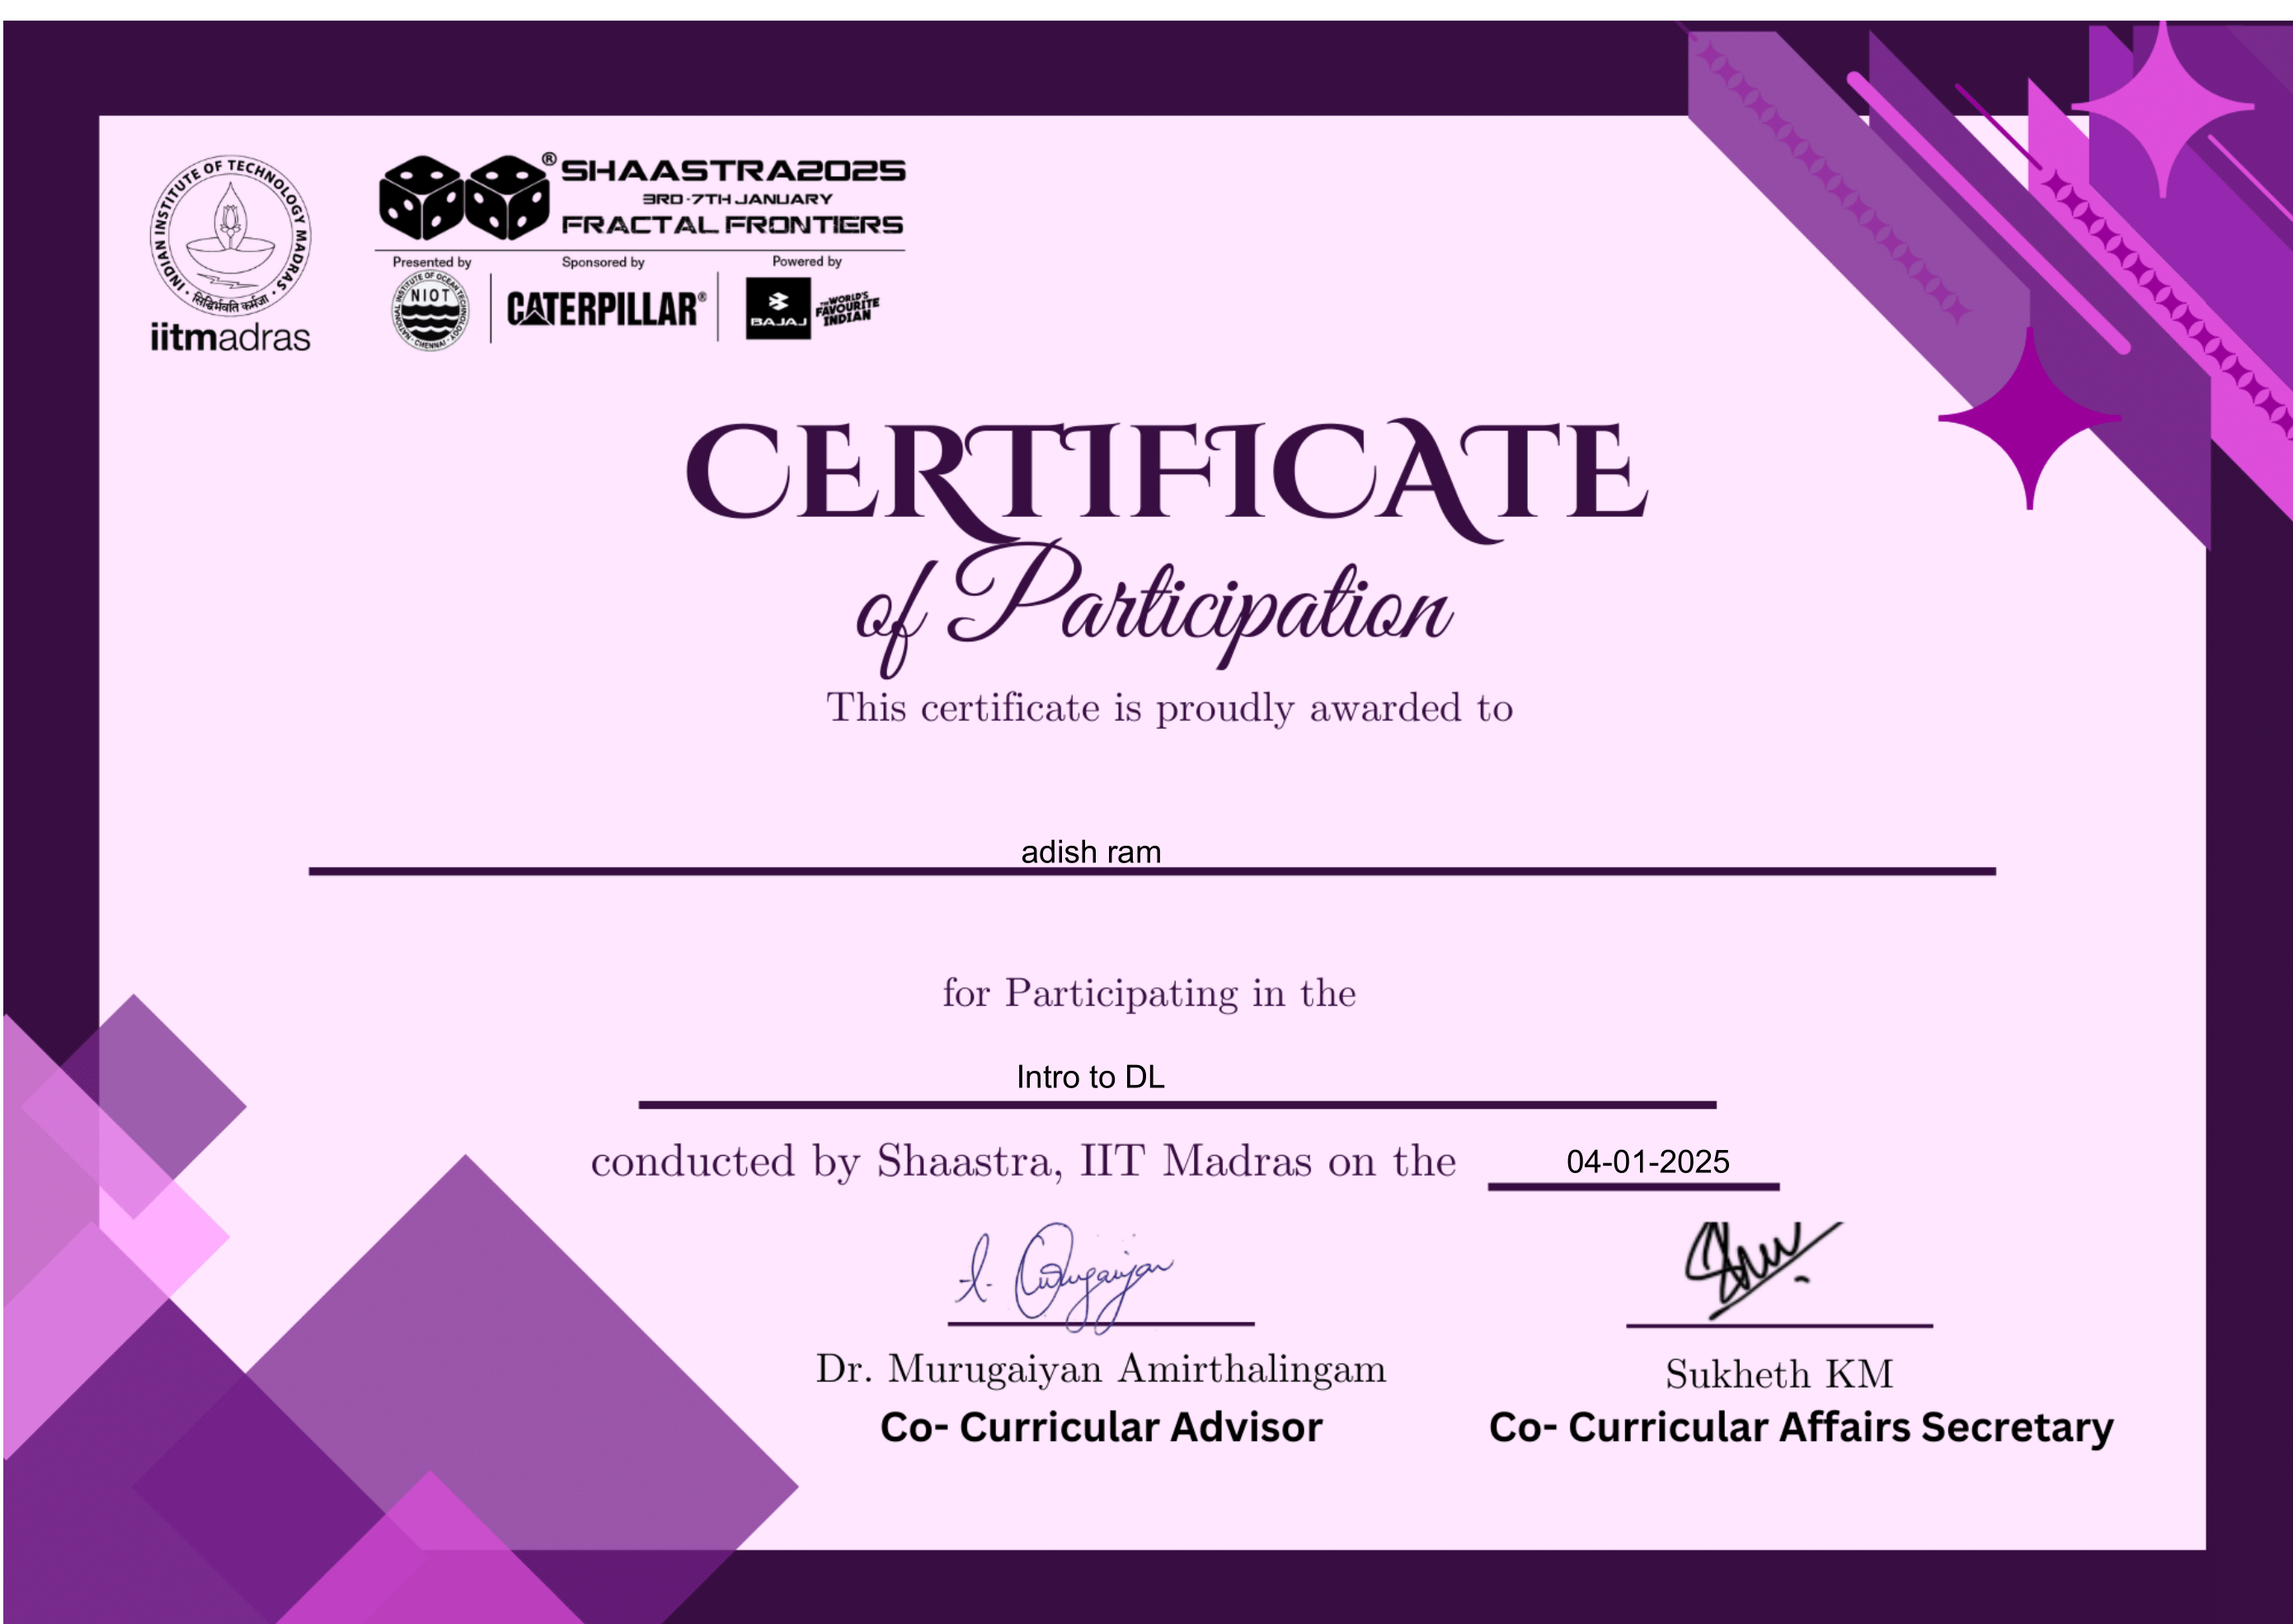 INDIAN INSTITUTE OF TECHNOLOGY MADRAS
सिद्धिर्भवति कर्मजा
iitmadras
®
SHAASTRA2025
3RD-7TH JANUARY
FRACTAL FRONTIERS
Presented by
Sponsored by
Powered by
NATIONAL INSTITUTE OF OCEAN TECHNOLOGY
NIOT
CHENNAI
CATERPILLAR®
BAJAJ
THE WORLD'S
FAVOURITE
INDIAN
CERTIFICATE
of Participation
This certificate is proudly awarded to
adish ram
for Participating in the
Intro to DL
conducted by Shaastra, IIT Madras on the 04-01-2025
Dr. Murugaiyan Amirthalingam
Sukheth KM
Co- Curricular Advisor
Co- Curricular Affairs Secretary